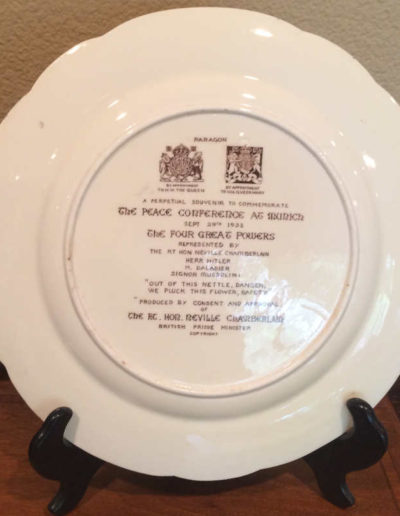 PARAGON
BY APPOINTMENT
TO H.M. THE QUEEN
BY APPOINTMENT
A PERPETUAL SOUVENIR TO COMMEMORATE
THE PEACE CONFERENCE AT MUNICH
SEPT 29TH 1938
THE FOUR GREAT POWERS
REPRESENTED BY
THE RT HON NEVILLE CHAMBERLAIN
HERR HITLER
M. DALADIER
SIGNOR MUSSOLINI
"OUT OF THIS NETTLE, DANGER,
WE PLUCK THIS FLOWER, SAFETY"
"PRODUCED BY CONSENT AND APPROVAL
OF
THE RT. HON. NEVILLE CHAMBERLAIN
BRITISH PRIME MINISTER
COPYRIGHT